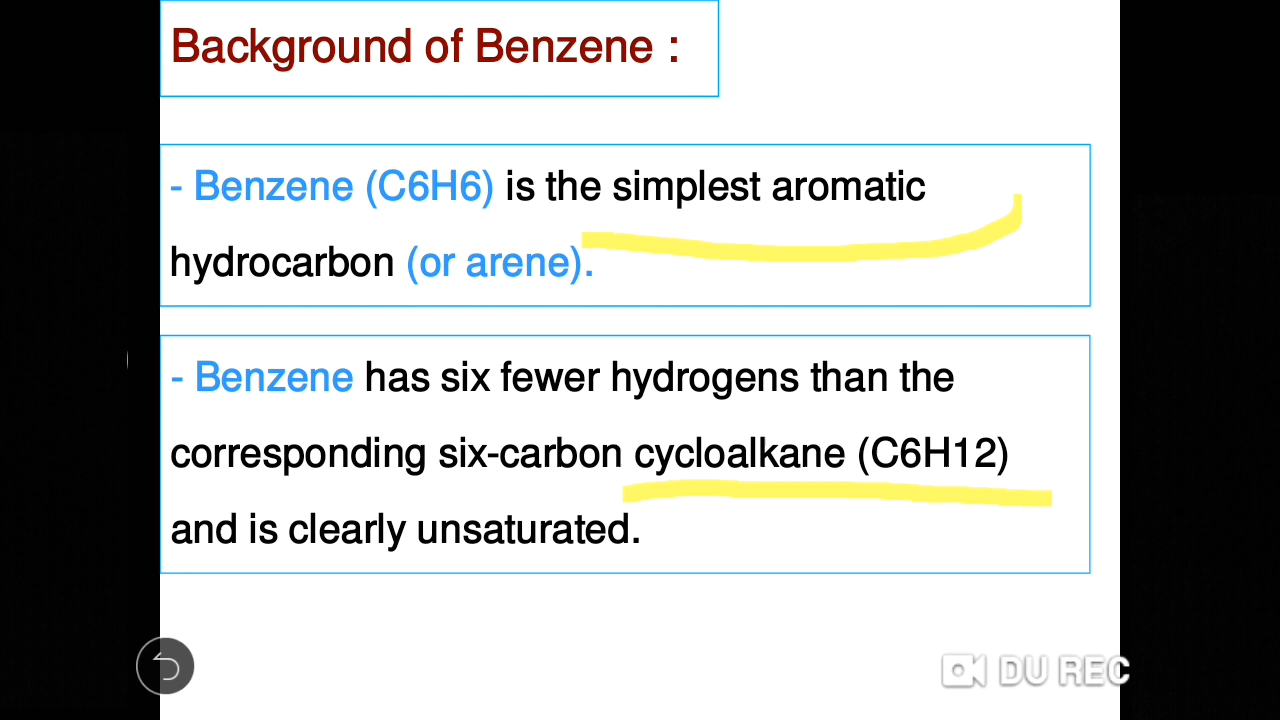 Background of Benzene :
- Benzene (C6H6) is the simplest aromatic
hydrocarbon (or arene).
- Benzene has six fewer hydrogens than the
corresponding six-carbon cycloalkane (C6H12)
and is clearly unsaturated.
DU REC